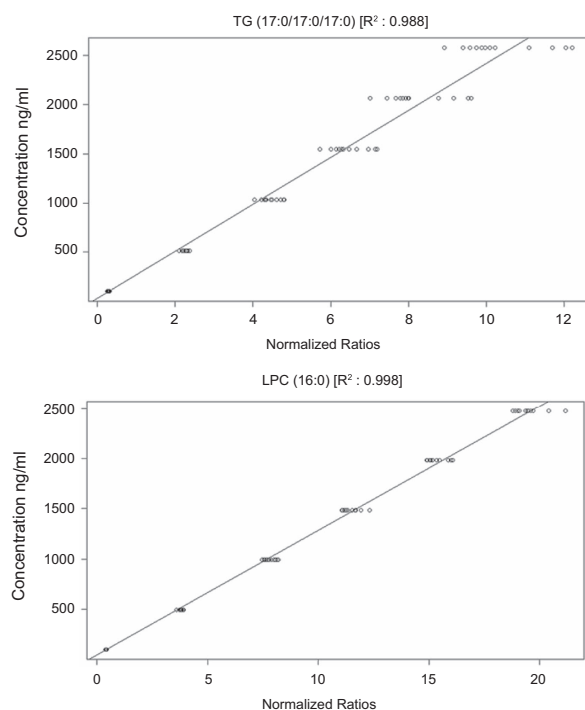 TG (17:0/17:0/17:0) [R² : 0.988]
Concentration ng/ml
2500
2000
1500
1000
500
0 2 4 6 8 10 12
Normalized Ratios
LPC (16:0) [R² : 0.998]
Concentration ng/ml
2500
2000
1500
1000
500
0 5 10 15 20
Normalized Ratios